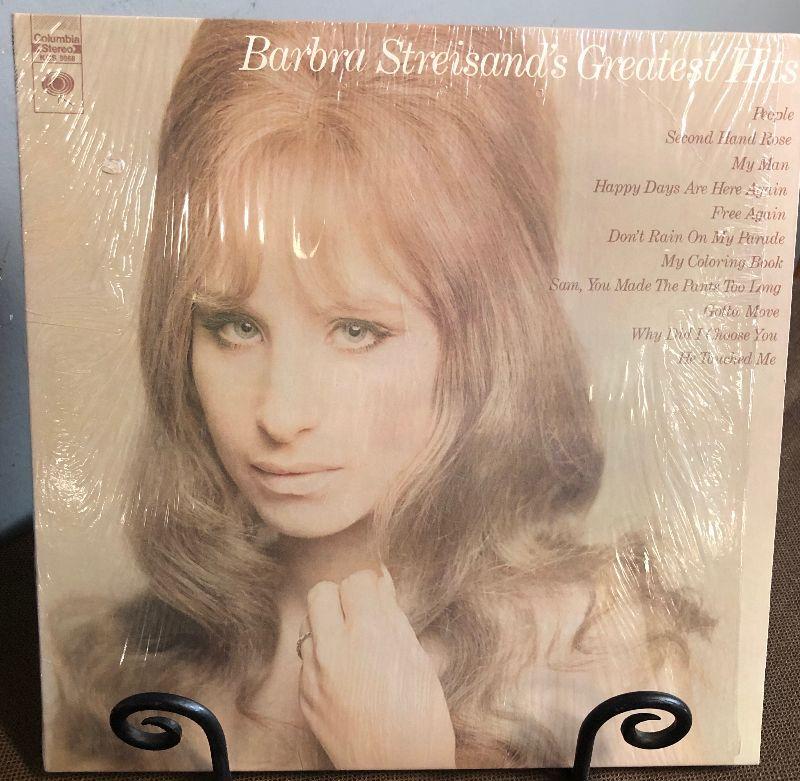 Columbia
Stereo
KCS 9968
Barbra Streisand's Greatest Hits
People
Second Hand Rose
My Man
Happy Days Are Here Again
Free Again
Don't Rain On My Parade
My Coloring Book
Sam, You Made The Pants Too Long
Gotta Move
Why Did I Choose You
He Touched Me